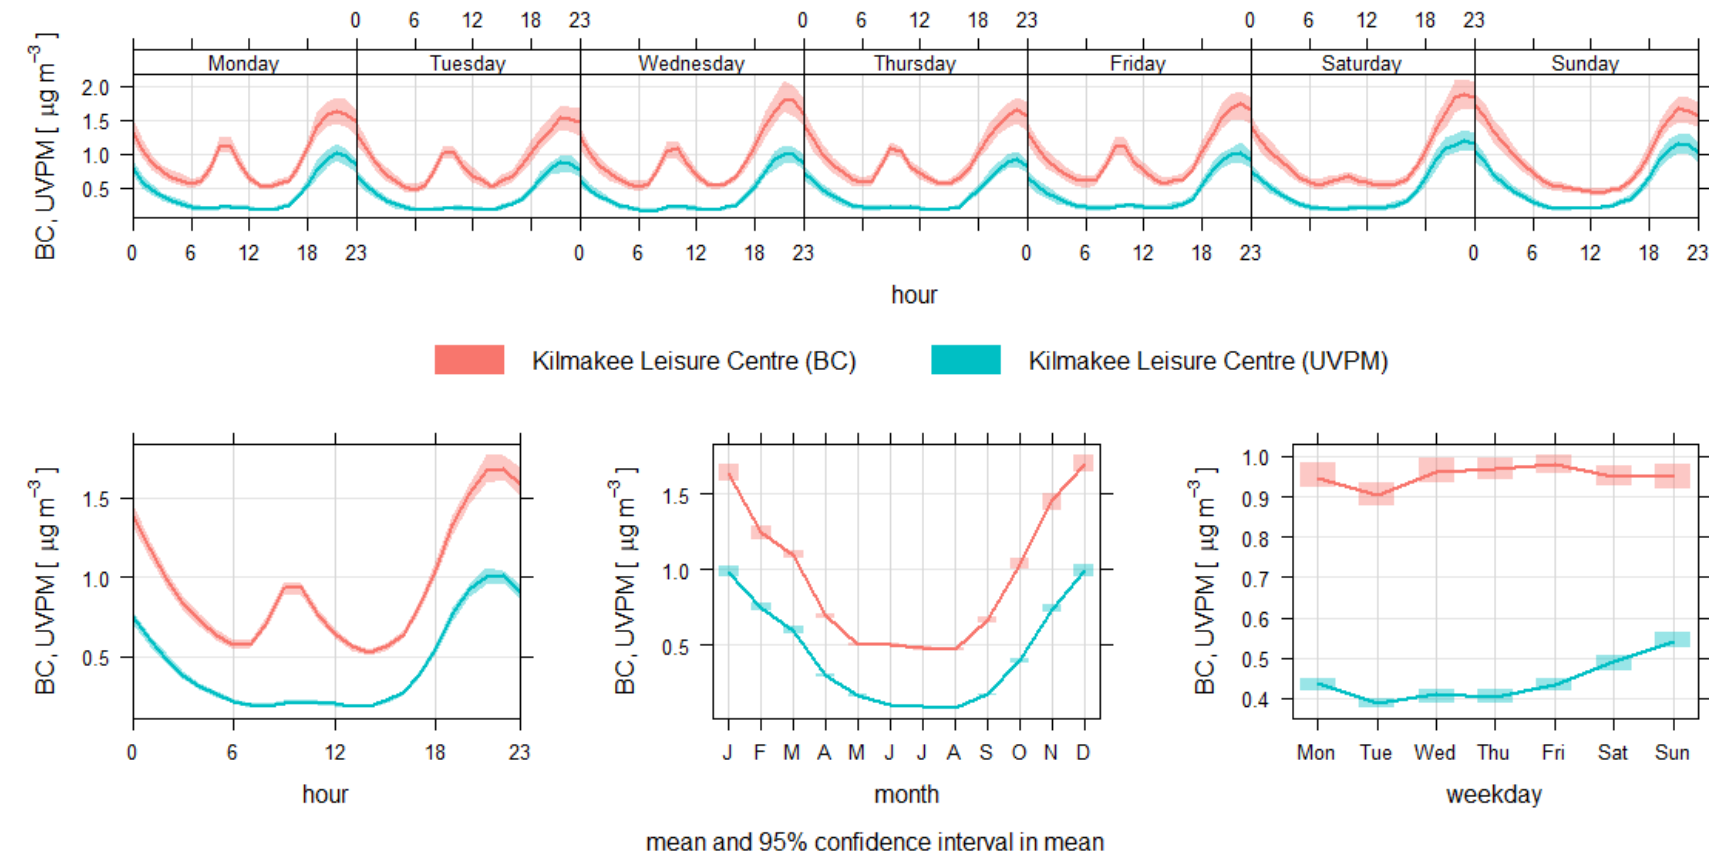 0 6 12 18 23 0 6 12 18 23 0 6 12 18 23
Monday Tuesday Wednesday Thursday Friday Saturday Sunday
BC, UVPM [ µg m⁻³ ]
2.0
1.5
1.0
0.5
0 6 12 18 23 0 6 12 18 23 0 6 12 18 23 0 6 12 18 23
hour
Kilmakee Leisure Centre (BC) Kilmakee Leisure Centre (UVPM)
BC, UVPM [ µg m⁻³ ]
1.5
1.0
0.5
0 6 12 18 23
hour
BC, UVPM [ µg m⁻³ ]
1.5
1.0
0.5
J F M A M J J A S O N D
month
BC, UVPM [ µg m⁻³ ]
1.0
0.9
0.8
0.7
0.6
0.5
0.4
Mon Tue Wed Thu Fri Sat Sun
weekday
mean and 95% confidence interval in mean